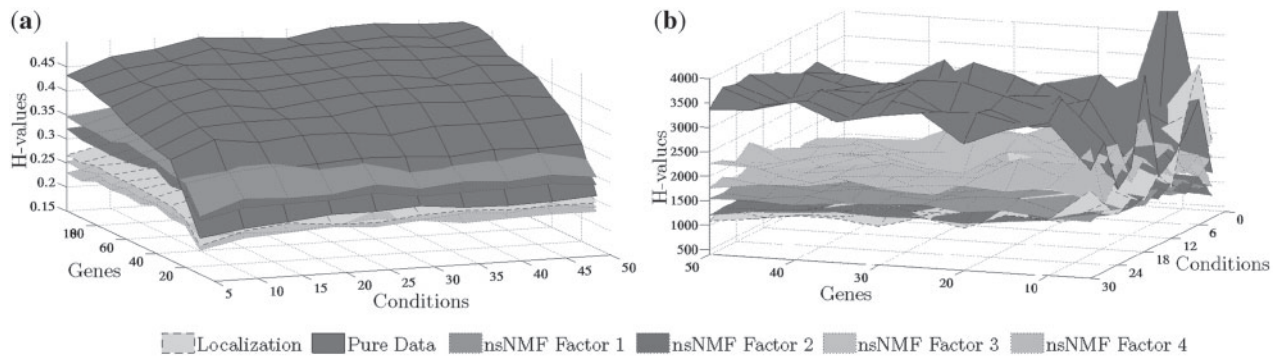 (a)
0.45
0.4
0.35
0.3
0.25
0.2
0.15
H-values
80
60
40
20
Genes
5
10
15
20
25
30
35
40
45
50
Conditions
(b)
4000
3500
3000
2500
2000
1500
1000
500
H-values
50
40
30
20
10
Genes
30
24
18
12
6
0
Conditions
Localization
Pure Data
nsNMF Factor 1
nsNMF Factor 2
nsNMF Factor 3
nsNMF Factor 4